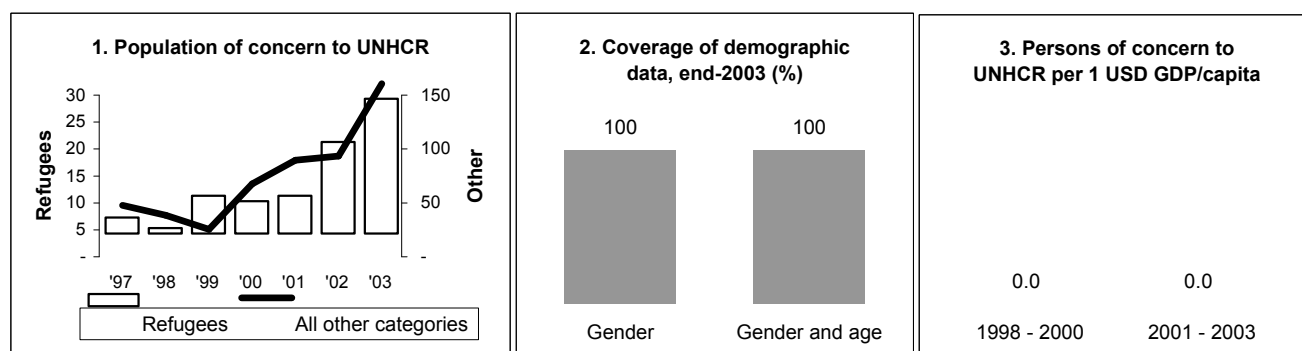 1. Population of concern to UNHCR
30
25
20
15
10
5
-
Refugees
150
100
50
-
Other
'97 '98 '99 '00 '01 '02 '03
Refugees All other categories
2. Coverage of demographic
data, end-2003 (%)
100 100
Gender Gender and age
3. Persons of concern to
UNHCR per 1 USD GDP/capita
0.0 0.0
1998 - 2000 2001 - 2003